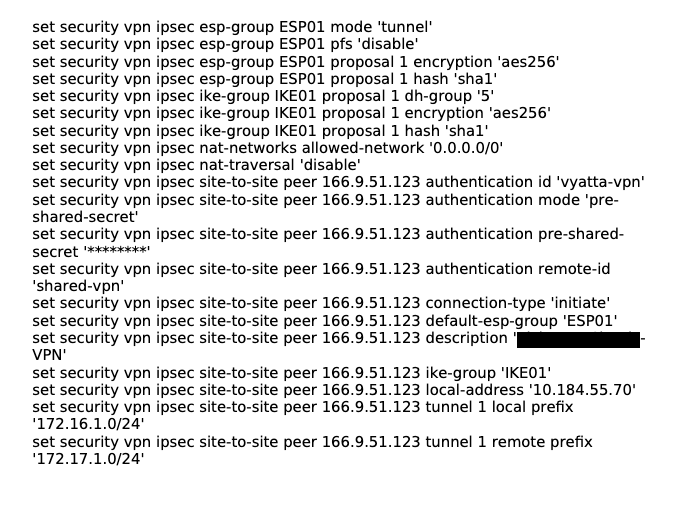 set security vpn ipsec esp-group ESP01 mode 'tunnel'
set security vpn ipsec esp-group ESP01 pfs 'disable'
set security vpn ipsec esp-group ESP01 proposal 1 encryption 'aes256'
set security vpn ipsec esp-group ESP01 proposal 1 hash 'sha1'
set security vpn ipsec ike-group IKE01 proposal 1 dh-group '5'
set security vpn ipsec ike-group IKE01 proposal 1 encryption 'aes256'
set security vpn ipsec ike-group IKE01 proposal 1 hash 'sha1'
set security vpn ipsec nat-networks allowed-network '0.0.0.0/0'
set security vpn ipsec nat-traversal 'disable'
set security vpn ipsec site-to-site peer 166.9.51.123 authentication id 'vyatta-vpn'
set security vpn ipsec site-to-site peer 166.9.51.123 authentication mode 'pre-
shared-secret'
set security vpn ipsec site-to-site peer 166.9.51.123 authentication pre-shared-
secret '********'
set security vpn ipsec site-to-site peer 166.9.51.123 authentication remote-id
'shared-vpn'
set security vpn ipsec site-to-site peer 166.9.51.123 connection-type 'initiate'
set security vpn ipsec site-to-site peer 166.9.51.123 default-esp-group 'ESP01'
set security vpn ipsec site-to-site peer 166.9.51.123 description '-
VPN'
set security vpn ipsec site-to-site peer 166.9.51.123 ike-group 'IKE01'
set security vpn ipsec site-to-site peer 166.9.51.123 local-address '10.184.55.70'
set security vpn ipsec site-to-site peer 166.9.51.123 tunnel 1 local prefix
'172.16.1.0/24'
set security vpn ipsec site-to-site peer 166.9.51.123 tunnel 1 remote prefix
'172.17.1.0/24'